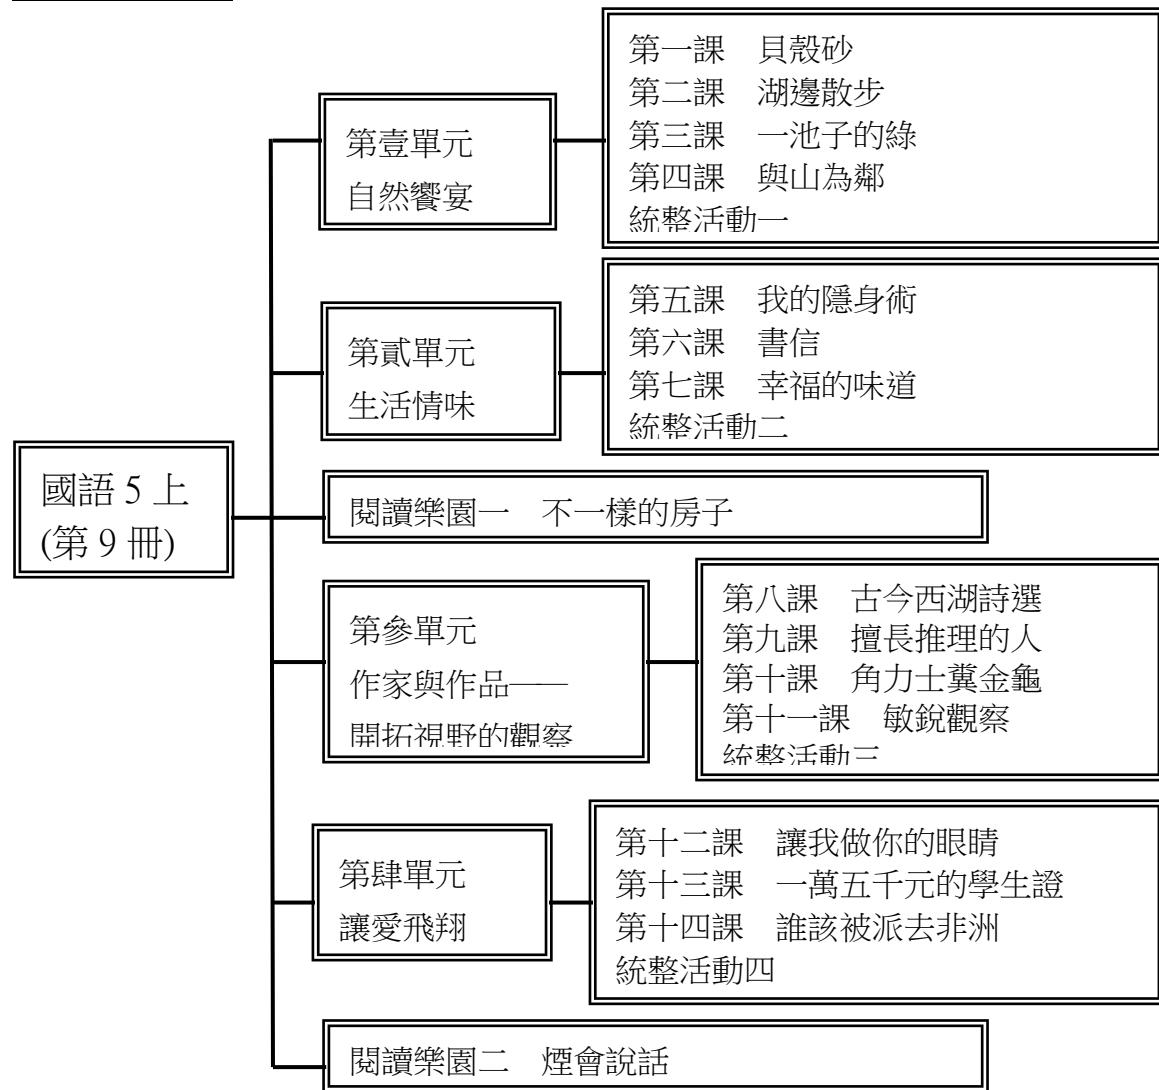 第一課　貝殼砂
第二課　湖邊散步
第三課　一池子的綠
第四課　與山為鄰
統整活動一
第壹單元
自然饗宴
第五課　我的隱身術
第六課　書信
第七課　幸福的味道
統整活動二
第貳單元
生活情味
國語 5 上
(第 9 冊)
閱讀樂園一　不一樣的房子
第八課　古今西湖詩選
第九課　擅長推理的人
第十課　角力士糞金龜
第十一課　敏銳觀察
統整活動三
第參單元
作家與作品——
開拓視野的觀察
第十二課　讓我做你的眼睛
第十三課　一萬五千元的學生證
第十四課　誰該被派去非洲
統整活動四
第肆單元
讓愛飛翔
閱讀樂園二　煙會說話